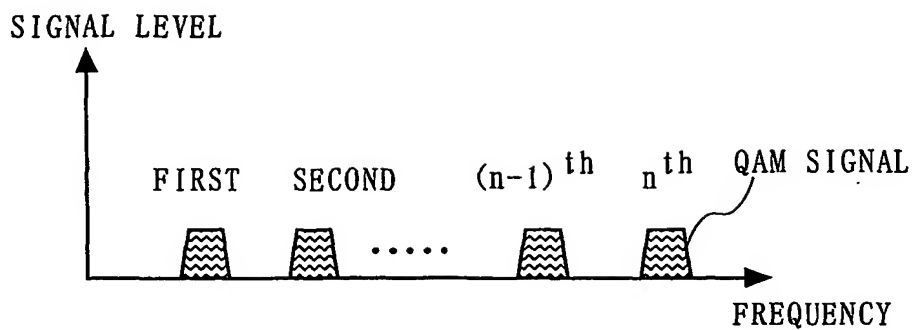 SIGNAL LEVEL
FIRST SECOND ..... (n-1)th nth QAM SIGNAL
FREQUENCY